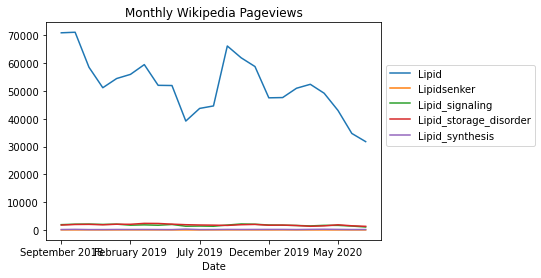 Monthly Wikipedia Pageviews
70000
60000
50000
40000
30000
20000
10000
0
September 2018
February 2019
July 2019
December 2019
May 2020
Date
Lipid
Lipidsenker
Lipid_signaling
Lipid_storage_disorder
Lipid_synthesis